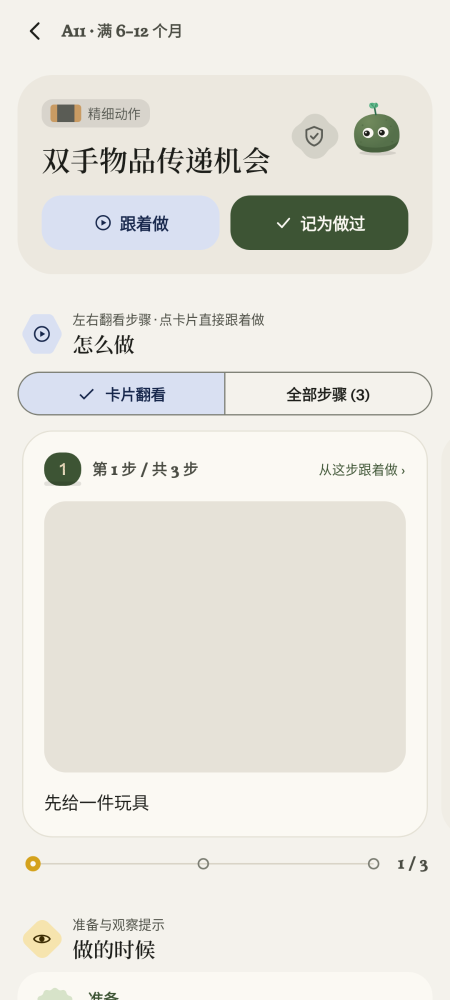 A11 · 满 6–12 个月
精细动作
双手物品传递机会
跟着做
记为做过
左右翻看步骤 · 点卡片直接跟着做
怎么做
卡片翻看
全部步骤 (3)
1
第 1 步 / 共 3 步
从这步跟着做 ›
先给一件玩具
1 / 3
准备与观察提示
做的时候
准备